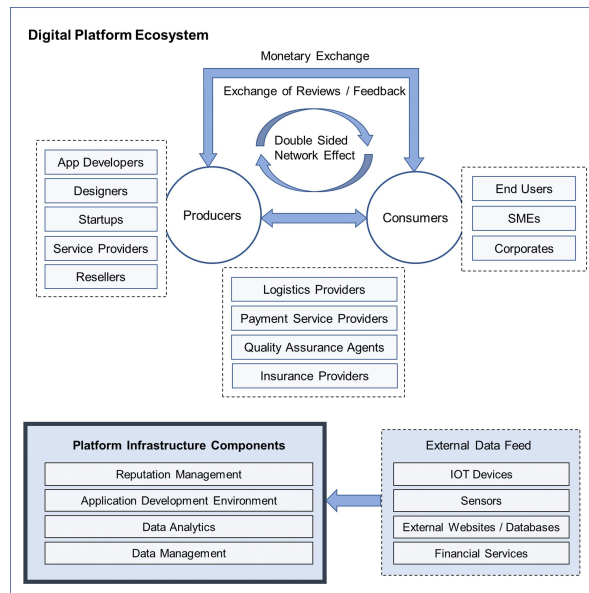 Digital Platform Ecosystem
Monetary Exchange
Exchange of Reviews / Feedback
Double Sided
Network Effect
App Developers
Designers
Startups
Service Providers
Resellers
Producers
Consumers
End Users
SMEs
Corporates
Logistics Providers
Payment Service Providers
Quality Assurance Agents
Insurance Providers
Platform Infrastructure Components
Reputation Management
Application Development Environment
Data Analytics
Data Management
External Data Feed
IOT Devices
Sensors
External Websites / Databases
Financial Services